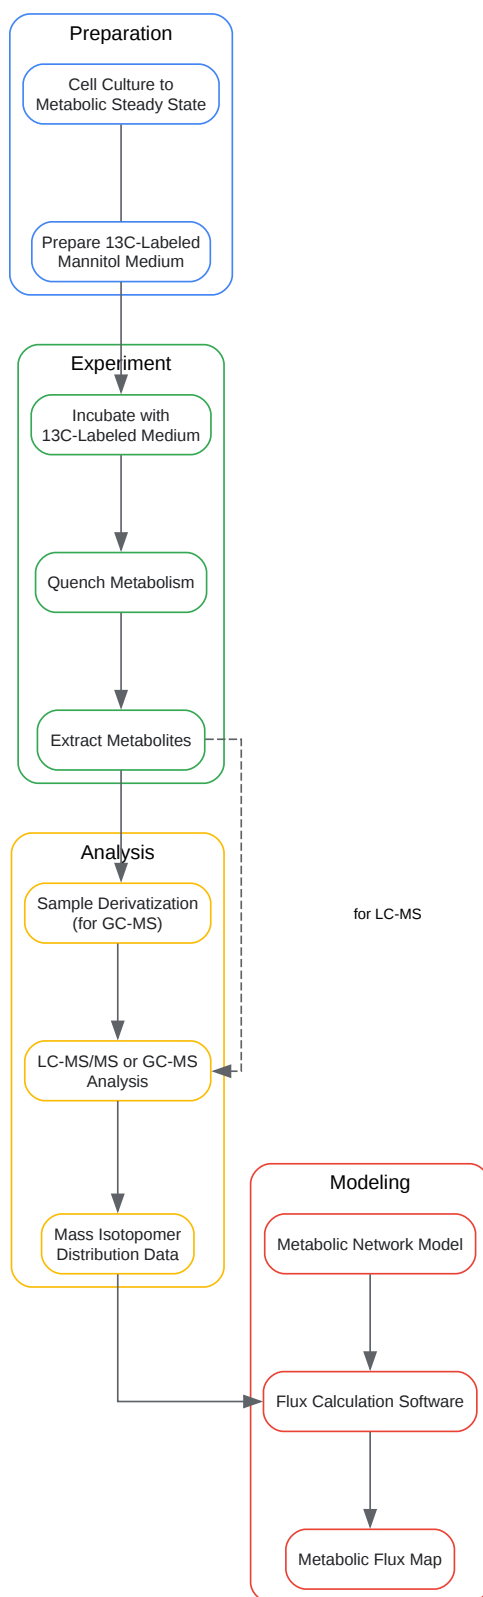 Preparation
Cell Culture to
Metabolic Steady State
Prepare 13C-Labeled
Mannitol Medium
Experiment
Incubate with
13C-Labeled Medium
Quench Metabolism
Extract Metabolites
Analysis
Sample Derivatization
(for GC-MS)
for LC-MS
LC-MS/MS or GC-MS
Analysis
Mass Isotopomer
Distribution Data
Modeling
Metabolic Network Model
Flux Calculation Software
Metabolic Flux Map